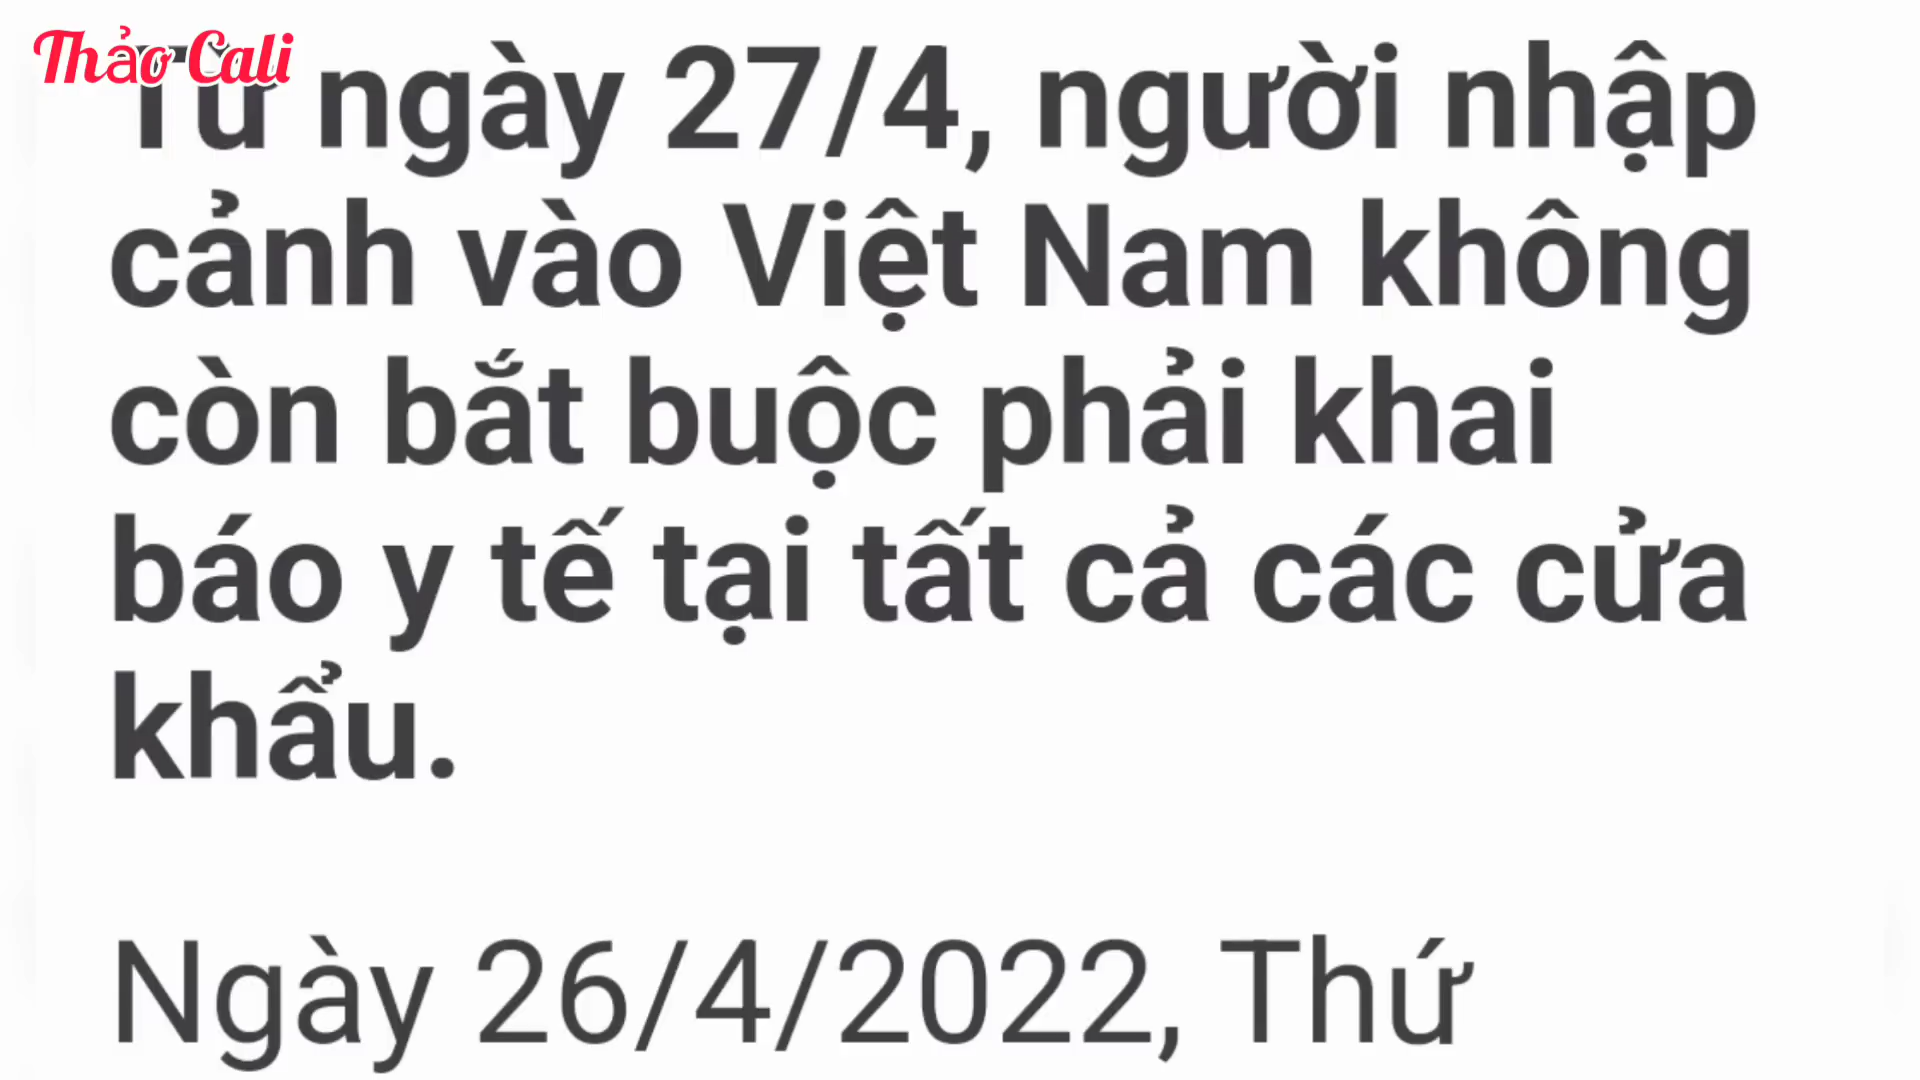 Thảo Cali
Từ ngày 27/4, người nhập
cảnh vào Việt Nam không
còn bắt buộc phải khai
báo y tế tại tất cả các cửa
khẩu.
Ngày 26/4/2022, Thứ